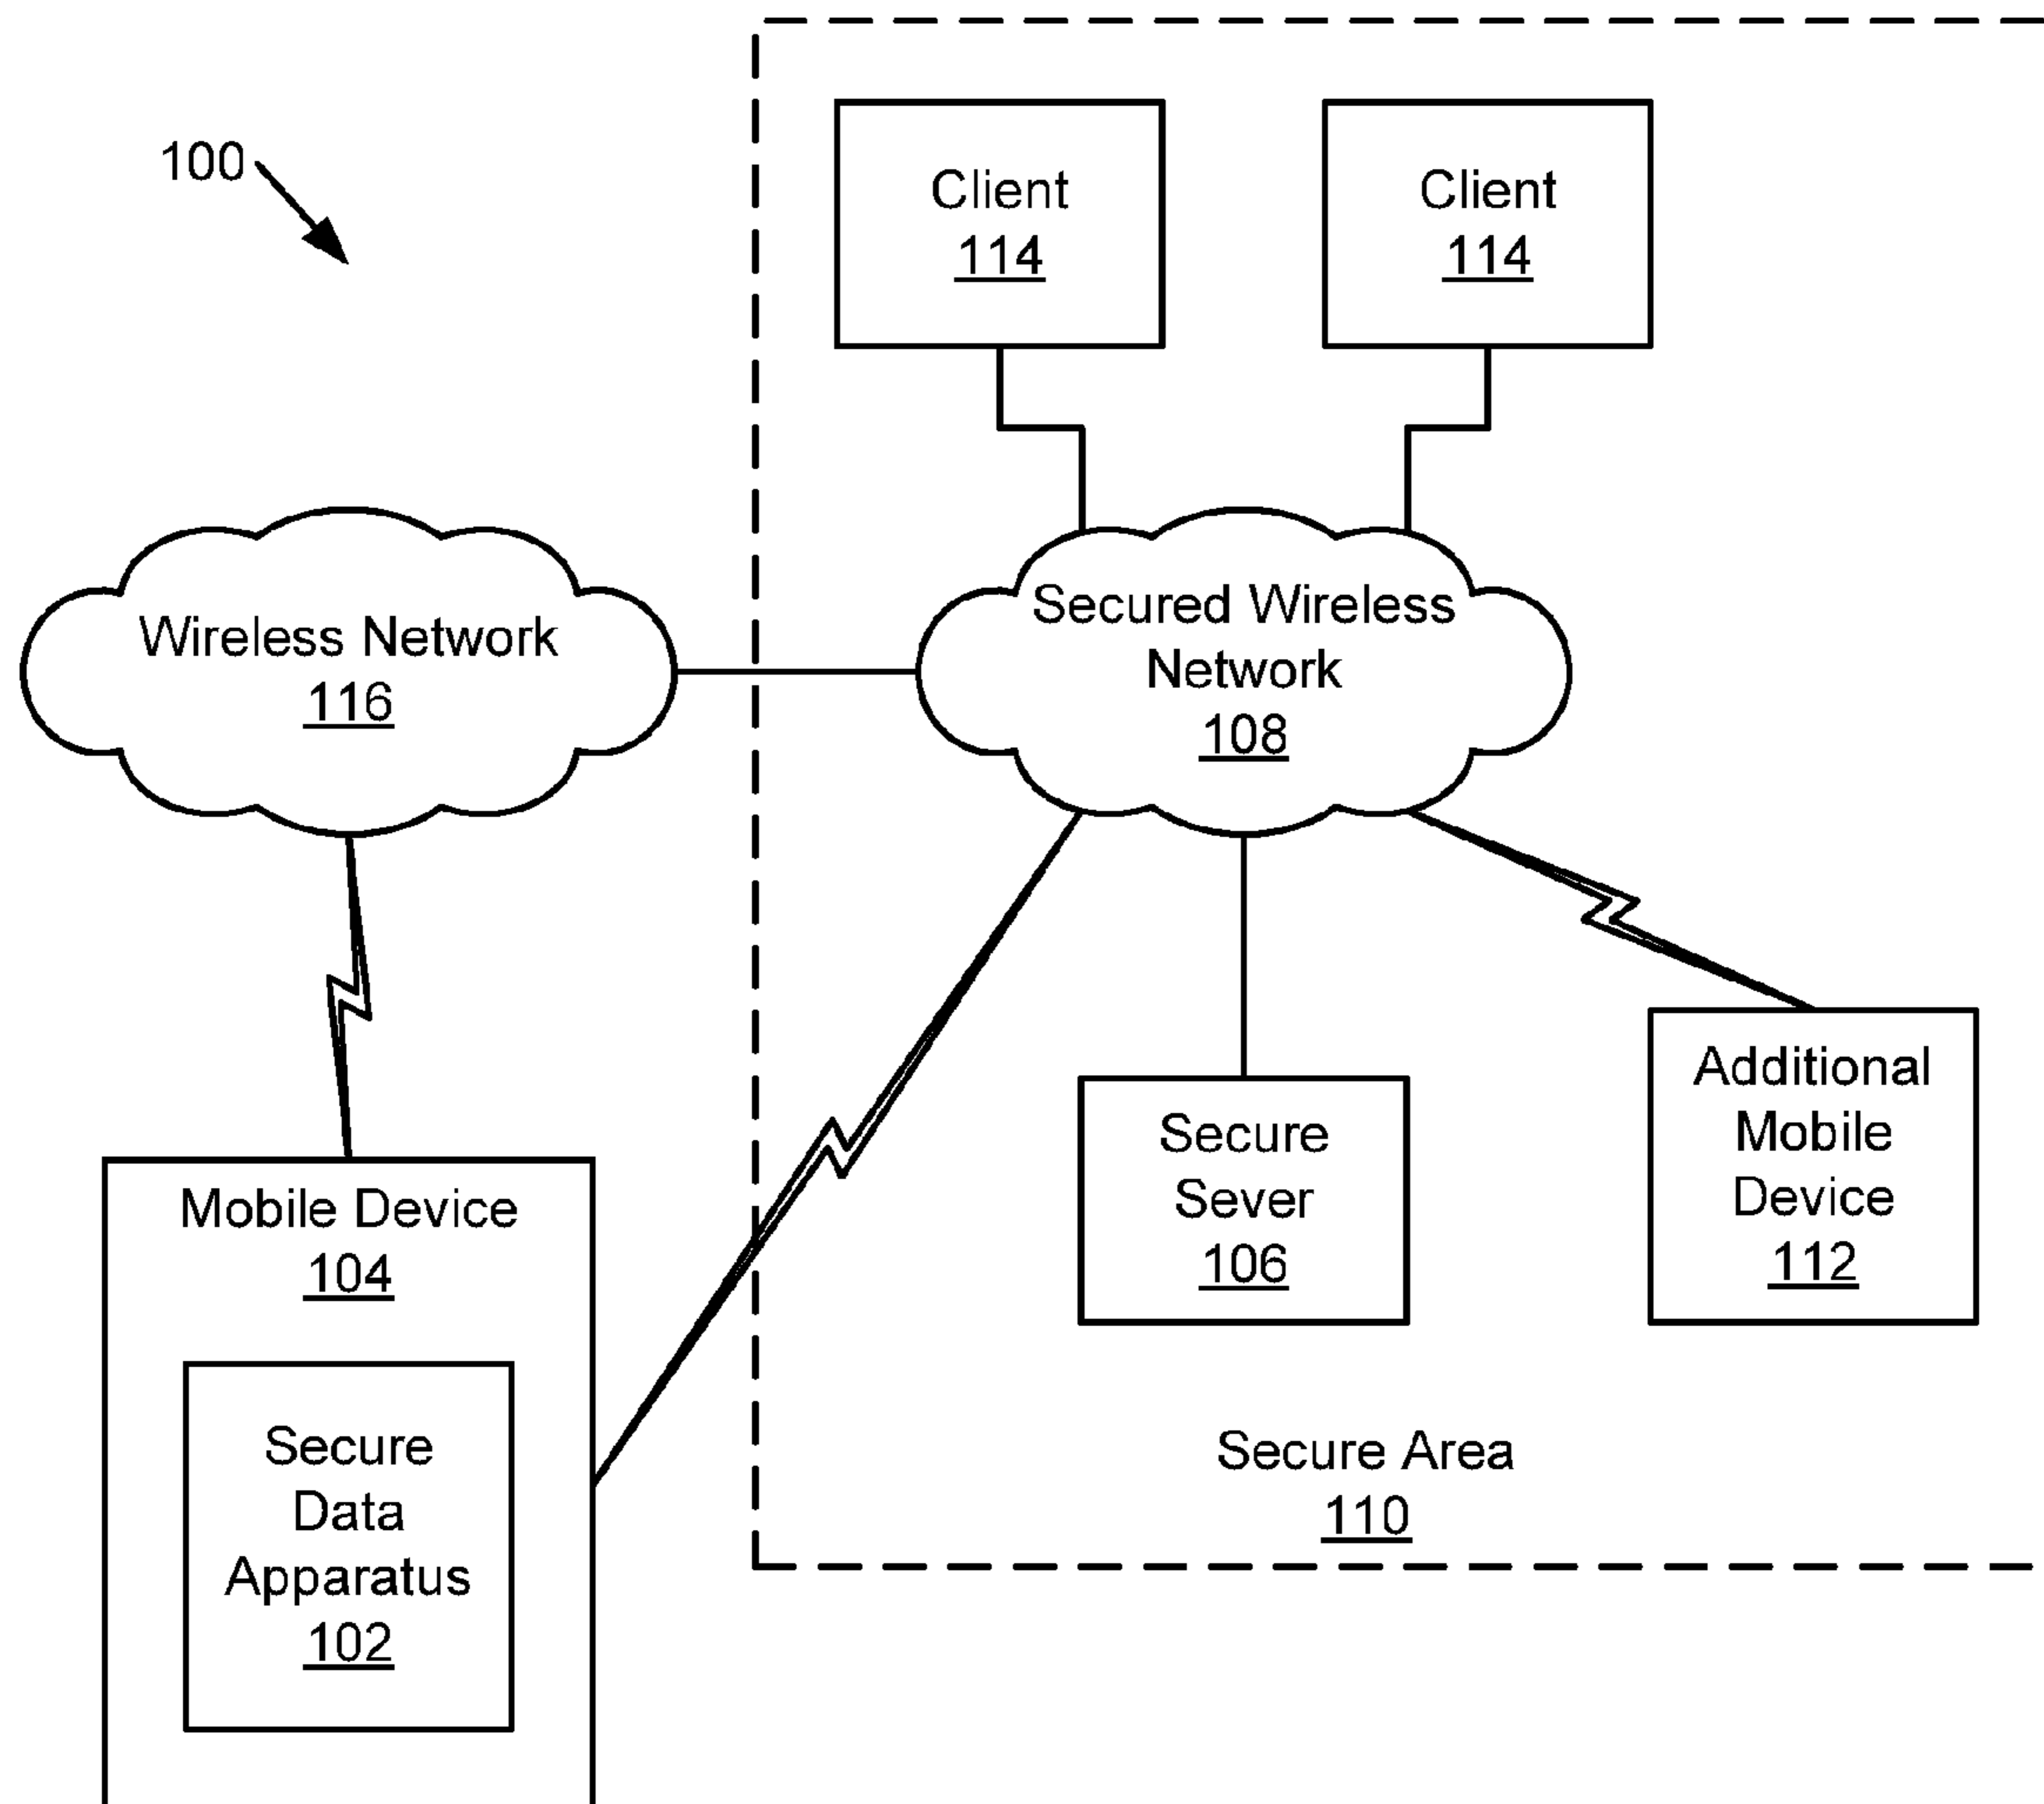 100
Client
114
Client
114
Wireless Network
116
Secured Wireless
Network
108
Mobile Device
104
Secure
Data
Apparatus
102
Secure
Sever
106
Additional
Mobile
Device
112
Secure Area
110